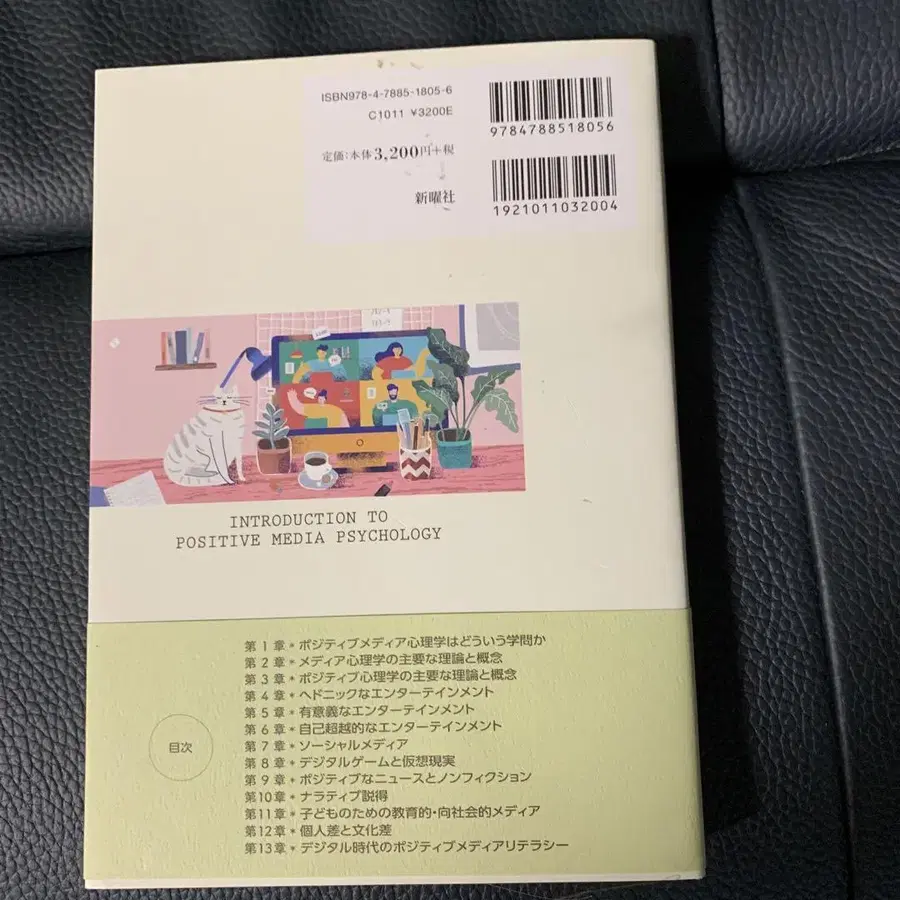 ISBN978-4-7885-1805-6
C1011 ¥3200E
定価:本体3,200円+税
新曜社
9784788518056
1921011032004
INTRODUCTION TO
POSITIVE MEDIA PSYCHOLOGY
目次
第1章*ポジティブメディア心理学はどういう学問か
第2章*メディア心理学の主要な理論と概念
第3章*ポジティブ心理学の主要な理論と概念
第4章*ヘドニックなエンターテインメント
第5章*有意義なエンターテインメント
第6章*自己超越的なエンターテインメント
第7章*ソーシャルメディア
第8章*デジタルゲームと仮想現実
第9章*ポジティブなニュースとノンフィクション
第10章*ナラティブ説得
第11章*子どものための教育的・向社会的メディア
第12章*個人差と文化差
第13章*デジタル時代のポジティブメディアリテラシー